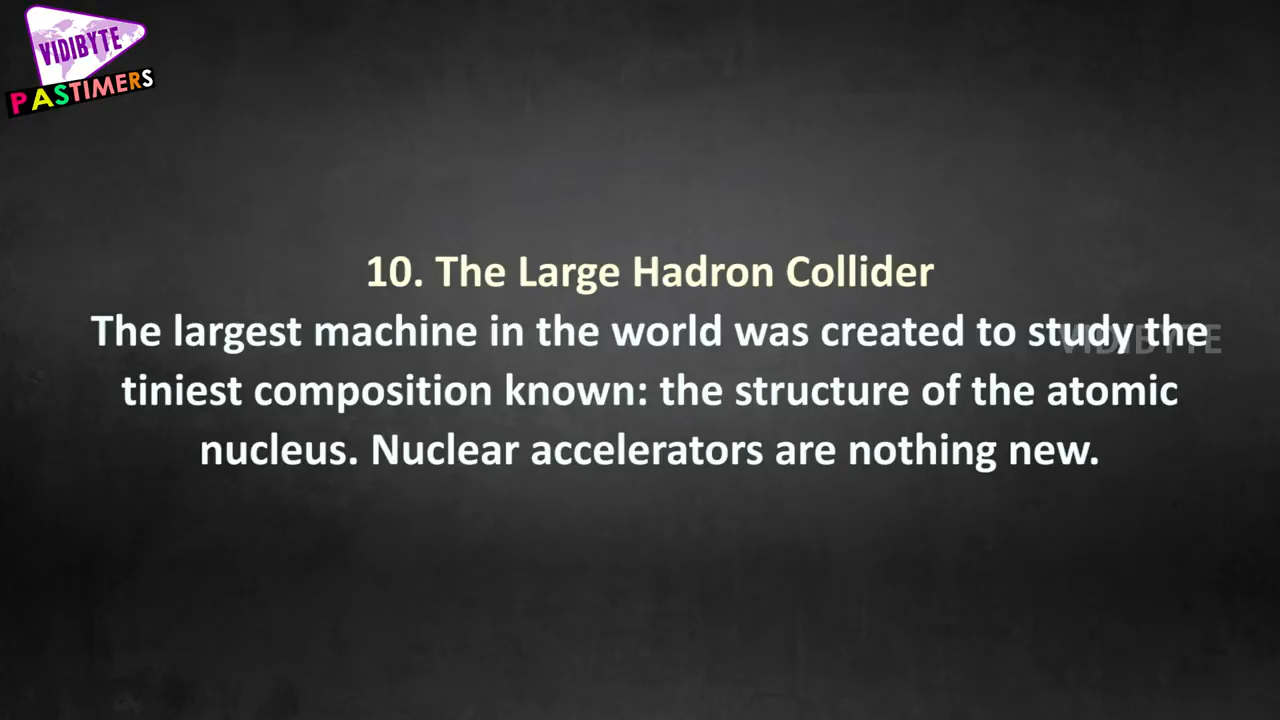 VIDIBYTE
PASTIMERS
10. The Large Hadron Collider
The largest machine in the world was created to study the
VIDIBYTE
tiniest composition known: the structure of the atomic
nucleus. Nuclear accelerators are nothing new.